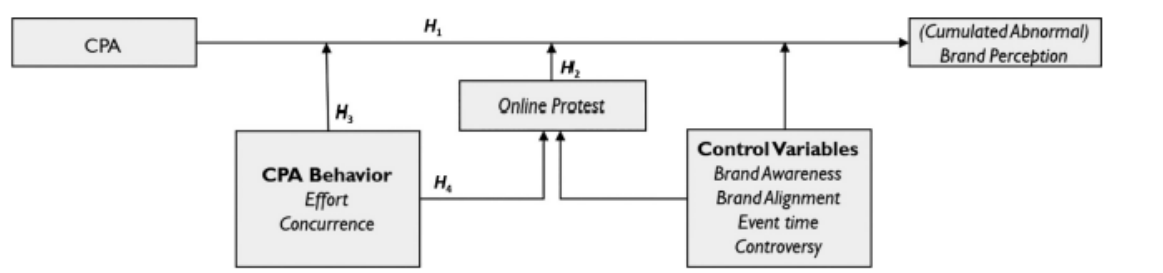 H1
CPA
(Cumulated Abnormal)
Brand Perception
H2
Online Protest
H3
CPA Behavior
Effort
Concurrence
H4
Control Variables
Brand Awareness
Brand Alignment
Event time
Controversy